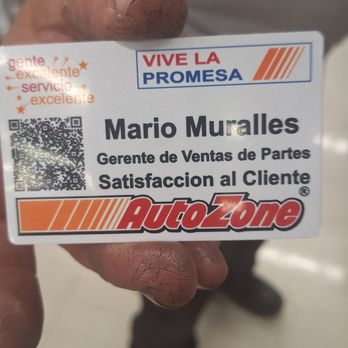 gente
excelente
servicio
excelente
VIVE LA
PROMESA
Mario Muralles
Gerente de Ventas de Partes
Satisfaccion al Cliente
AutoZone®